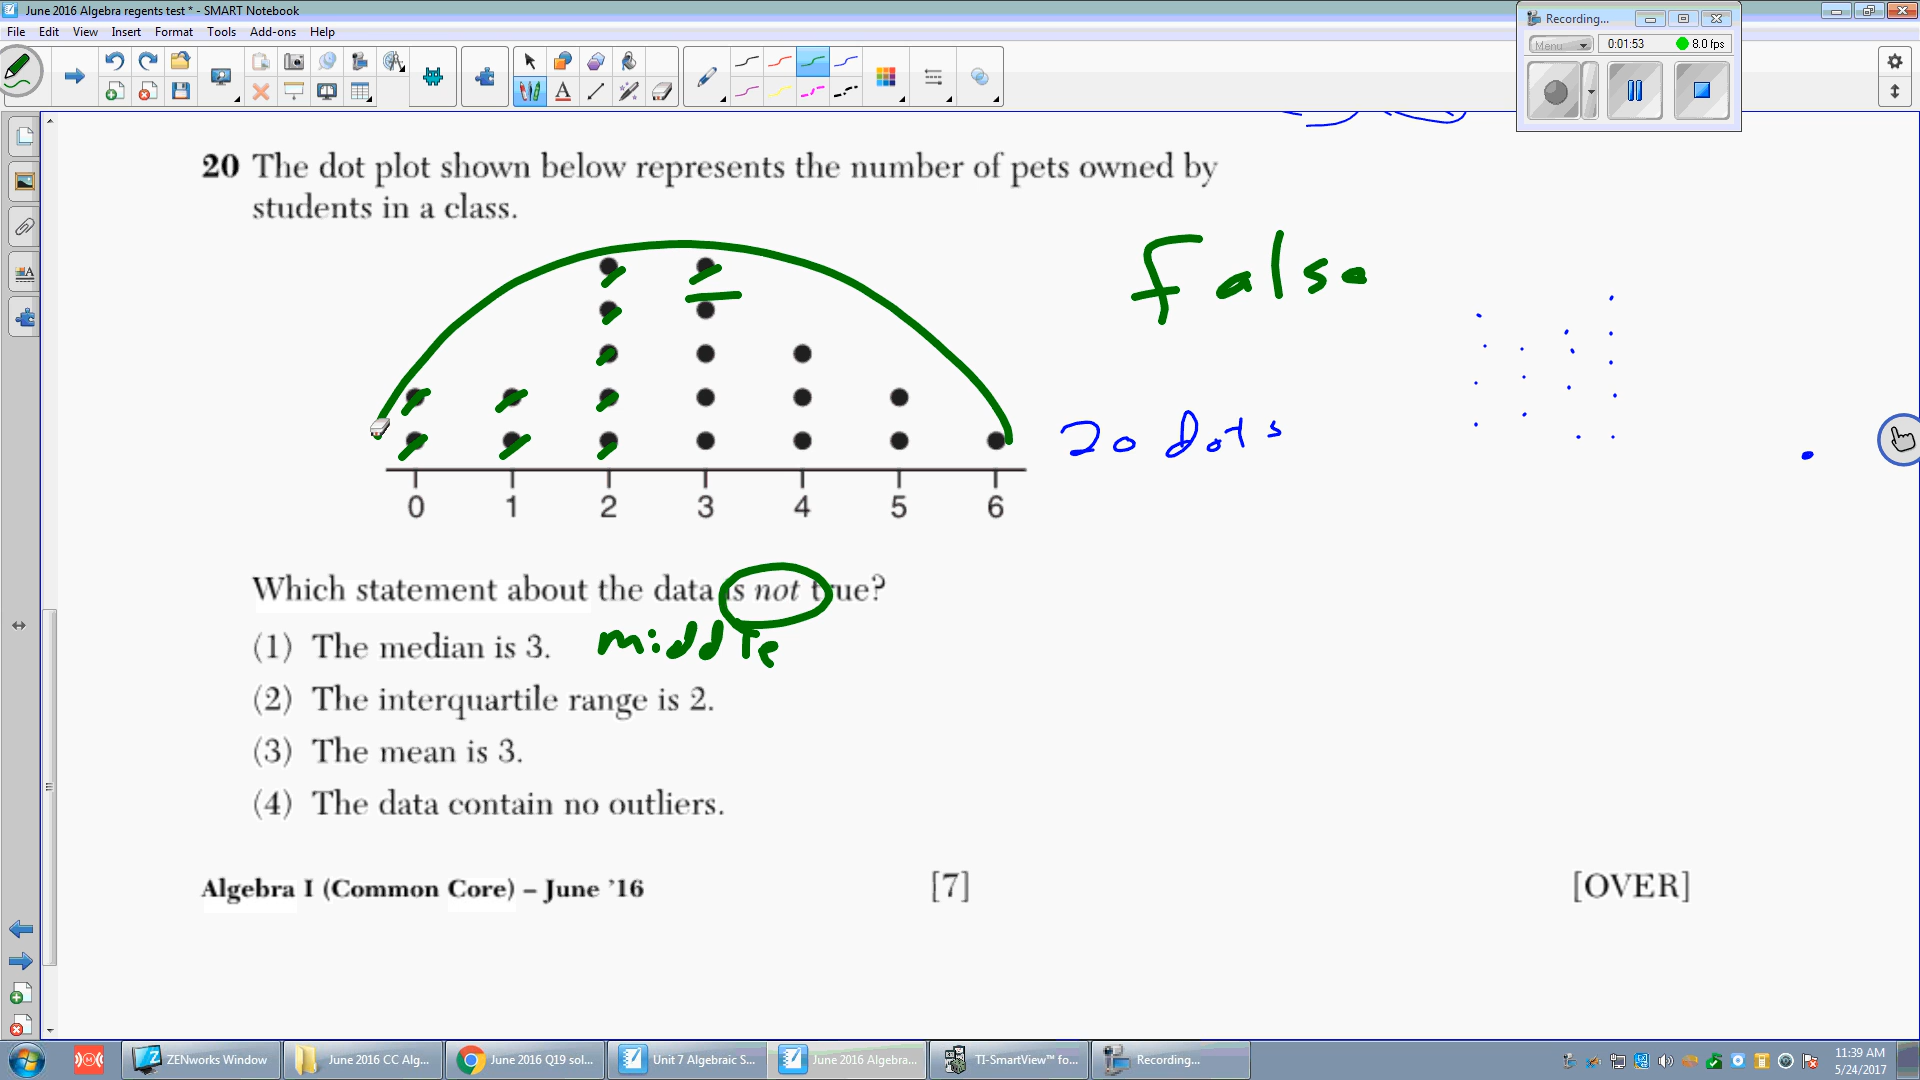 June 2016 Algebra regents test * - SMART Notebook
File Edit View Insert Format Tools Add-ons Help
Recording...
Menu 0:01:53 8.0 fps
20 The dot plot shown below represents the number of pets owned by
students in a class.
false
20 dots
0 1 2 3 4 5 6
Which statement about the data is not true?
(1) The median is 3. middle
(2) The interquartile range is 2.
(3) The mean is 3.
(4) The data contain no outliers.
Algebra I (Common Core) – June ’16 [7] [OVER]
ZENworks Window June 2016 CC Alg... June 2016 Q19 sol... Unit 7 Algebraic S... June 2016 Algebra... TI-SmartView™ fo... Recording... 11:39 AM
5/24/2017